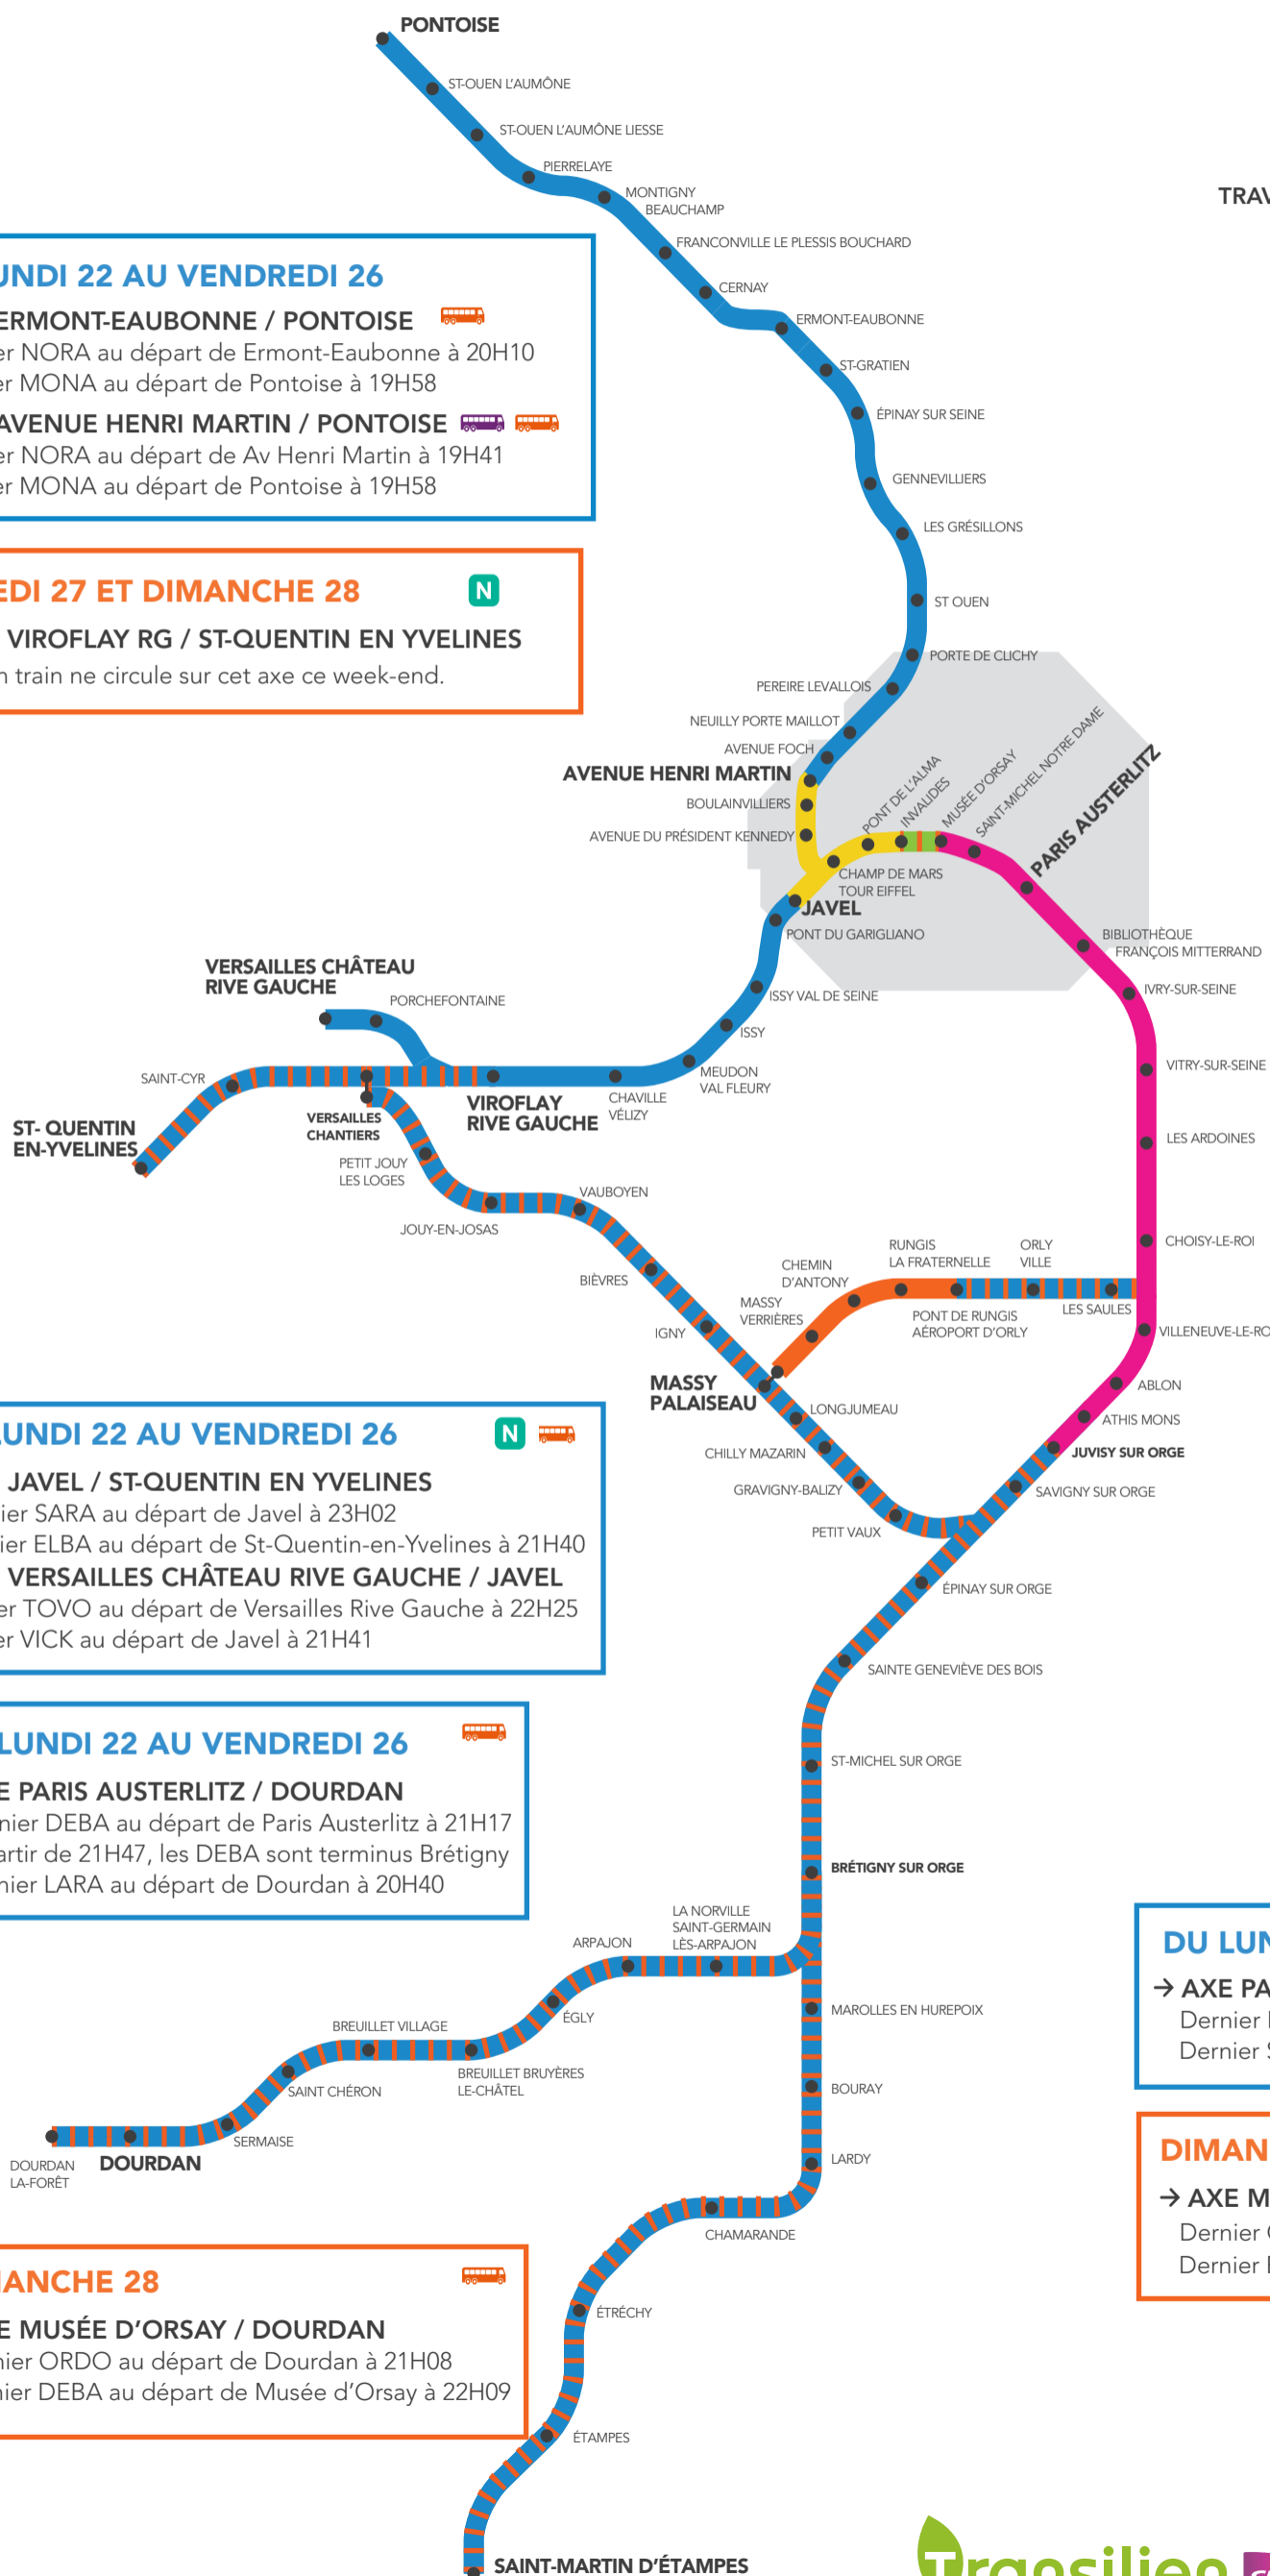 PONTOISE
ST-OUEN L'AUMÔNE
ST-OUEN L'AUMÔNE LIESSE
PIERRELAYE
MONTIGNY
BEAUCHAMP
TRAV
FRANCONVILLE LE PLESSIS BOUCHARD
CERNAY
ERMONT-EAUBONNE
ST-GRATIEN
ÉPINAY SUR SEINE
GENNEVILLIERS
LES GRÉSILLONS
ST OUEN
PORTE DE CLICHY
PEREIRE LEVALLOIS
NEUILLY PORTE MAILLOT
AVENUE FOCH
AVENUE HENRI MARTIN
BOULAINVILLIERS
AVENUE DU PRÉSIDENT KENNEDY
UNDI 22 AU VENDREDI 26
ERMONT-EAUBONNE / PONTOISE
er NORA au départ de Ermont-Eaubonne à 20H10
er MONA au départ de Pontoise à 19H58
AVENUE HENRI MARTIN / PONTOISE
er NORA au départ de Av Henri Martin à 19H41
er MONA au départ de Pontoise à 19H58
EDI 27 ET DIMANCHE 28
N
VIROFLAY RG / ST-QUENTIN EN YVELINES
n train ne circule sur cet axe ce week-end.
PONT DE L'ALMA
INVALIDES
MUSÉE D'ORSAY
SAINT-MICHEL NOTRE DAME
PARIS AUSTERLITZ
CHAMP DE MARS
TOUR EIFFEL
JAVEL
PONT DU GARIGLIANO
BIBLIOTHÈQUE
FRANÇOIS MITTERRAND
IVRY-SUR-SEINE
VITRY-SUR-SEINE
LES ARDOINES
CHOISY-LE-ROI
VILLENEUVE-LE-RO
ABLON
ATHIS MONS
JUVISY SUR ORGE
SAVIGNY SUR ORGE
VERSAILLES CHÂTEAU
RIVE GAUCHE
PORCHEFONTAINE
ISSY VAL DE SEINE
ISSY
MEUDON
VAL FLEURY
CHAVILLE
VÉLIZY
VIROFLAY
RIVE GAUCHE
SAINT-CYR
ST- QUENTIN
EN-YVELINES
VERSAILLES
CHANTIERS
PETIT JOUY
LES LOGES
JOUY-EN-JOSAS
VAUBOYEN
BIÈVRES
IGNY
MASSY
PALAISEAU
MASSY
VERRIÈRES
CHEMIN
D'ANTONY
RUNGIS
LA FRATERNELLE
PONT DE RUNGIS
AÉROPORT D'ORLY
ORLY
VILLE
LES SAULES
LONGJUMEAU
CHILLY MAZARIN
GRAVIGNY-BALIZY
PETIT VAUX
ÉPINAY SUR ORGE
SAINTE GENEVIÈVE DES BOIS
ST-MICHEL SUR ORGE
BRÉTIGNY SUR ORGE
LUNDI 22 AU VENDREDI 26
N
JAVEL / ST-QUENTIN EN YVELINES
ier SARA au départ de Javel à 23H02
ier ELBA au départ de St-Quentin-en-Yvelines à 21H40
VERSAILLES CHÂTEAU RIVE GAUCHE / JAVEL
er TOVO au départ de Versailles Rive Gauche à 22H25
er VICK au départ de Javel à 21H41
LUNDI 22 AU VENDREDI 26
E PARIS AUSTERLITZ / DOURDAN
nier DEBA au départ de Paris Austerlitz à 21H17
artir de 21H47, les DEBA sont terminus Brétigny
nier LARA au départ de Dourdan à 20H40
LA NORVILLE
SAINT-GERMAIN
LÈS-ARPAJON
ARPAJON
ÉGLY
BREUILLET BRUYÈRES
LE-CHÂTEL
BREUILLET VILLAGE
SAINT CHÉRON
SERMAISE
DOURDAN
DOURDAN
LA-FORÊT
MAROLLES EN HUREPOIX
BOURAY
LARDY
CHAMARANDE
ÉTRÉCHY
ÉTAMPES
SAINT-MARTIN D'ÉTAMPES
DU LUN
→ AXE PA
Dernier
Dernier S
DIMAN
→ AXE M
Dernier
Dernier
ANCHE 28
E MUSÉE D'ORSAY / DOURDAN
nier ORDO au départ de Dourdan à 21H08
nier DEBA au départ de Musée d'Orsay à 22H09
Transilien